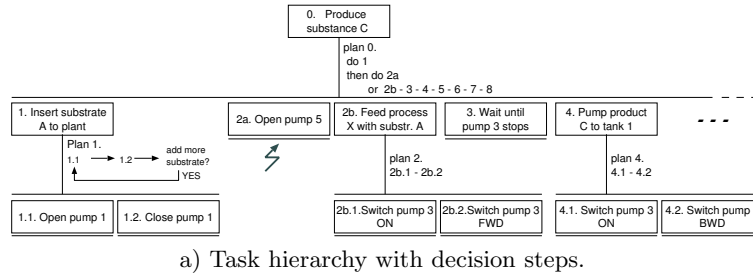 0. Produce
substance C
plan 0.
do 1
then do 2a
or 2b - 3 - 4 - 5 - 6 - 7 - 8
1. Insert substrate
A to plant
2a. Open pump 5
2b. Feed process
X with substr. A
3. Wait until
pump 3 stops
4. Pump product
C to tank 1
- - -
Plan 1.
1.1
1.2
add more
substrate?
YES
plan 2.
2b.1 - 2b.2
plan 4.
4.1 - 4.2
1.1. Open pump 1
1.2. Close pump 1
2b.1.Switch pump 3
ON
2b.2.Switch pump 3
FWD
4.1. Switch pump 3
ON
4.2. Switch pump
BWD
a) Task hierarchy with decision steps.